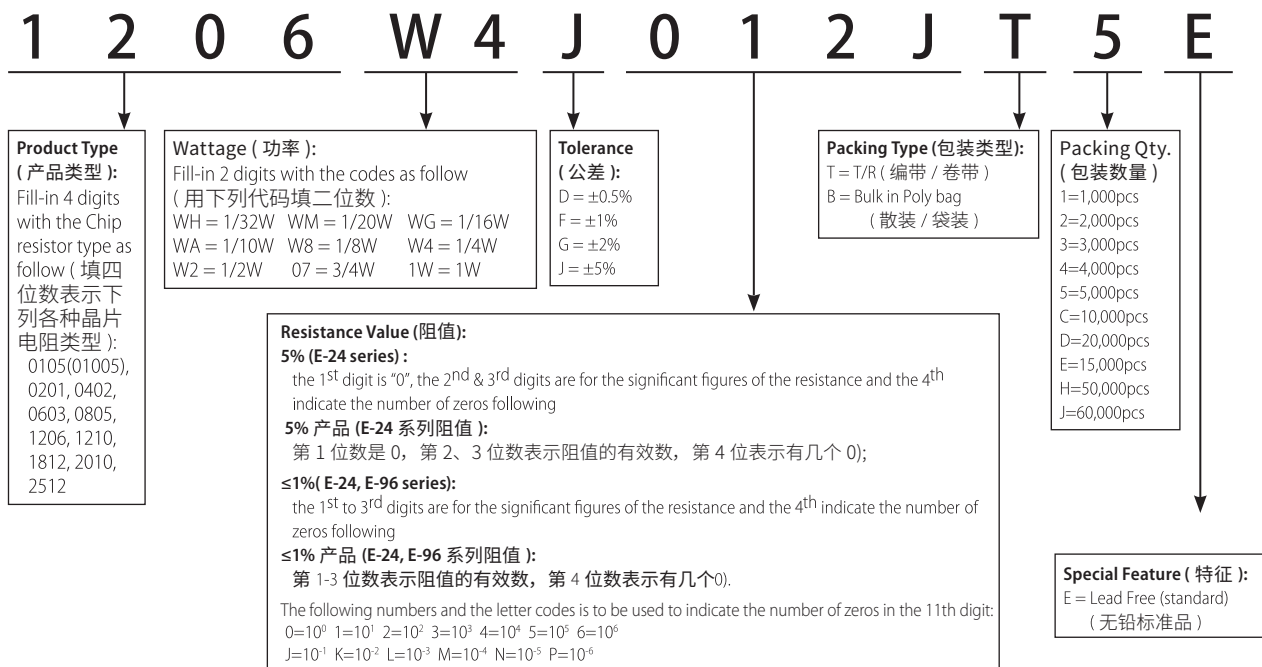 1 2 0 6 W 4 J 0 1 2 J T 5 E
Product Type
( 产品类型 ):
Fill-in 4 digits
with the Chip
resistor type as
follow ( 填四
位数表示下
列各种晶片
电阻类型 ):
0105(01005),
0201, 0402,
0603, 0805,
1206, 1210,
1812, 2010,
2512
Wattage ( 功率 ):
Fill-in 2 digits with the codes as follow
( 用下列代码填二位数 ):
WH = 1/32W WM = 1/20W WG = 1/16W
WA = 1/10W W8 = 1/8W W4 = 1/4W
W2 = 1/2W 07 = 3/4W 1W = 1W
Tolerance
( 公差 ):
D = ±0.5%
F = ±1%
G = ±2%
J = ±5%
Packing Type (包装类型):
T = T/R ( 编带 / 卷带 )
B = Bulk in Poly bag
( 散装 / 袋装 )
Packing Qty.
( 包装数量 )
1=1,000pcs
2=2,000pcs
3=3,000pcs
4=4,000pcs
5=5,000pcs
C=10,000pcs
D=20,000pcs
E=15,000pcs
H=50,000pcs
J=60,000pcs
Resistance Value (阻值):
5% (E-24 series) :
the 1st digit is "0", the 2nd & 3rd digits are for the significant figures of the resistance and the 4th
indicate the number of zeros following
5% 产品 (E-24 系列阻值 ):
第 1 位数是 0，第 2、3 位数表示阻值的有效数，第 4 位表示有几个 0);
≤1%( E-24, E-96 series):
the 1st to 3rd digits are for the significant figures of the resistance and the 4th indicate the number of
zeros following
≤1% 产品 (E-24, E-96 系列阻值 ):
第 1-3 位数表示阻值的有效数，第 4 位数表示有几个0).
The following numbers and the letter codes is to be used to indicate the number of zeros in the 11th digit:
0=10⁰ 1=10¹ 2=10² 3=10³ 4=10⁴ 5=10⁵ 6=10⁶
J=10⁻¹ K=10⁻² L=10⁻³ M=10⁻⁴ N=10⁻⁵ P=10⁻⁶
Special Feature ( 特征 ):
E = Lead Free (standard)
( 无铅标准品 )